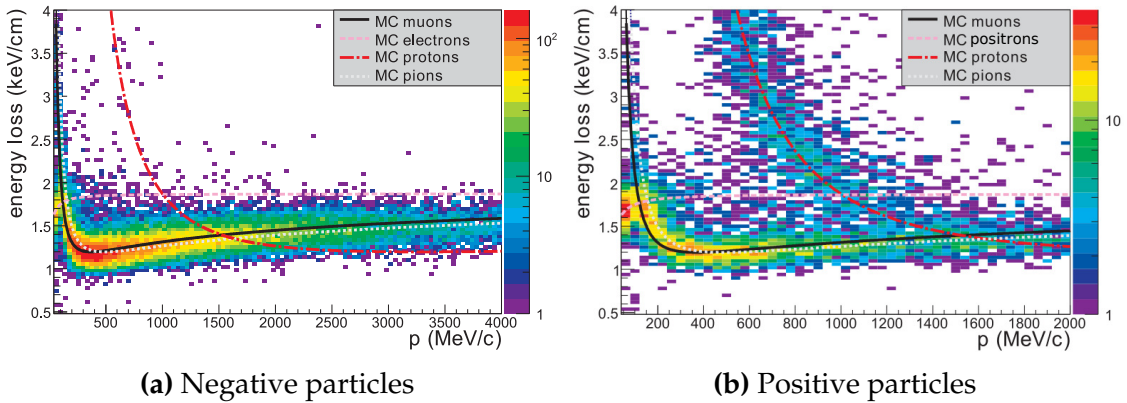 energy loss (keV/cm)
4
3.5
3
2.5
2
1.5
1
0.5
MC muons
MC electrons
MC protons
MC pions
10²
10
1
500 1000 1500 2000 2500 3000 3500 4000
p (MeV/c)
(a) Negative particles
energy loss (keV/cm)
4
3.5
3
2.5
2
1.5
1
0.5
MC muons
MC positrons
MC protons
MC pions
10
1
200 400 600 800 1000 1200 1400 1600 1800 2000
p (MeV/c)
(b) Positive particles